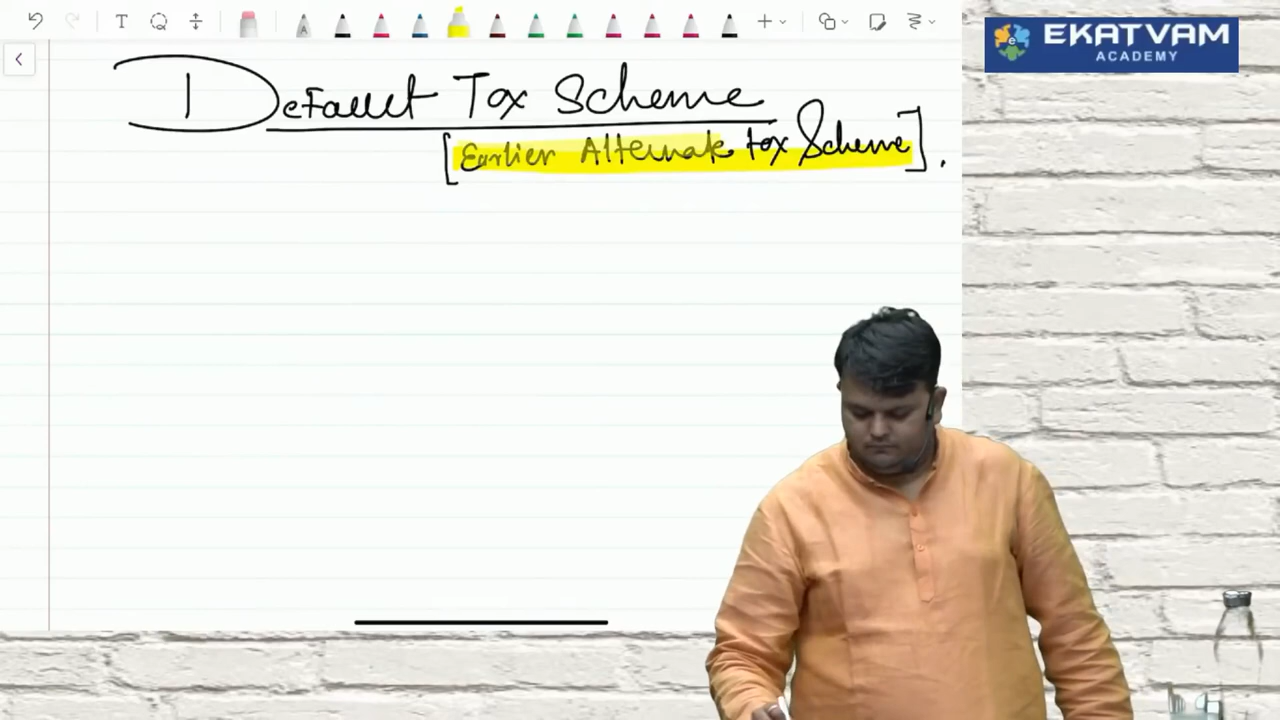 T
EKATVAM
ACADEMY
Default Tax Scheme
[Earlier Alternate tax Scheme].